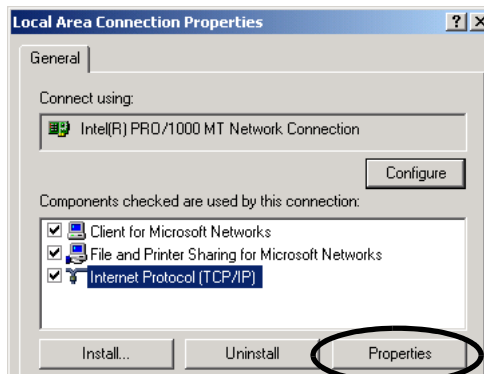 Local Area Connection Properties
General
Connect using:
Intel(R) PRO/1000 MT Network Connection
Configure
Components checked are used by this connection:
Client for Microsoft Networks
File and Printer Sharing for Microsoft Networks
Internet Protocol (TCP/IP)
Install... Uninstall Properties